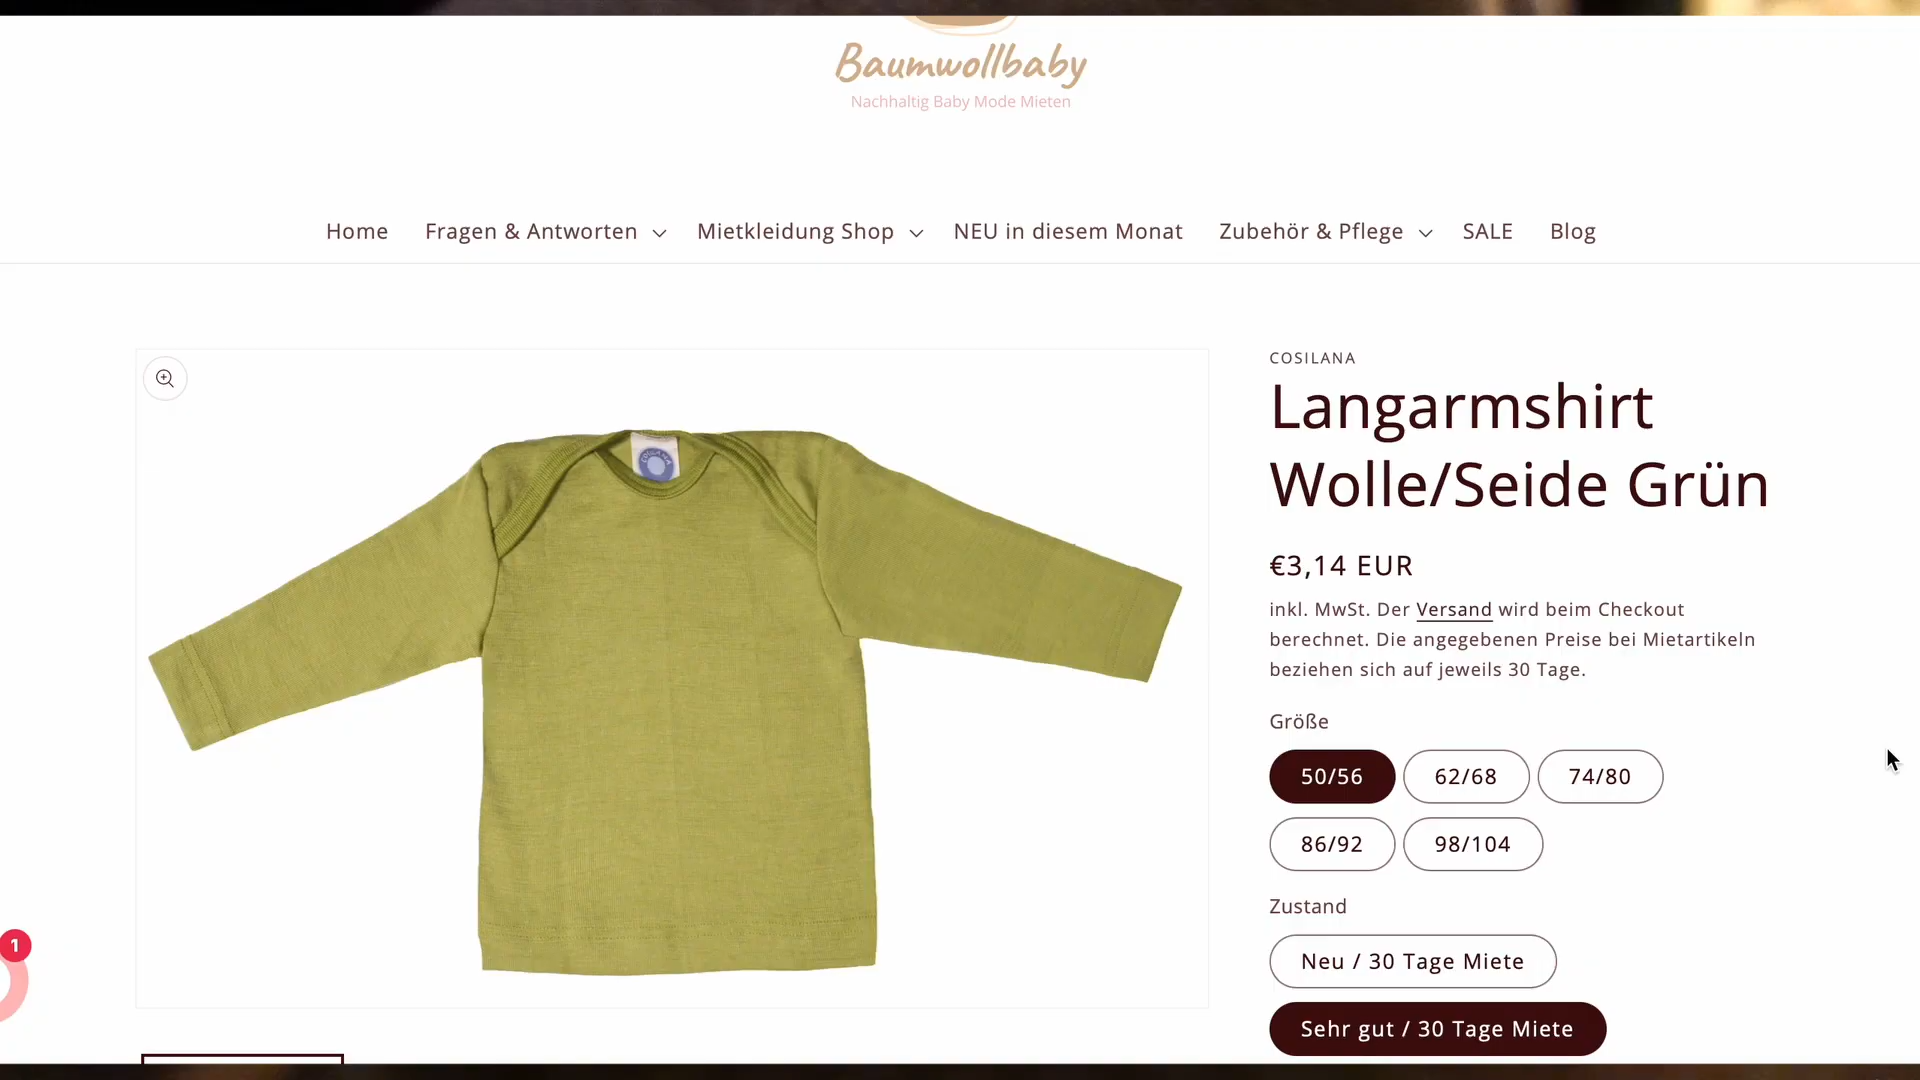 Baumwollbaby
Nachhaltig Baby Mode Mieten
Home Fragen & Antworten Mietkleidung Shop NEU in diesem Monat Zubehör & Pflege SALE Blog
COSILANA
COSILANA
Langarmshirt
Wolle/Seide Grün
€3,14 EUR
inkl. MwSt. Der Versand wird beim Checkout
berechnet. Die angegebenen Preise bei Mietartikeln
beziehen sich auf jeweils 30 Tage.
Größe
50/56 62/68 74/80
86/92 98/104
Zustand
Neu / 30 Tage Miete
Sehr gut / 30 Tage Miete
1